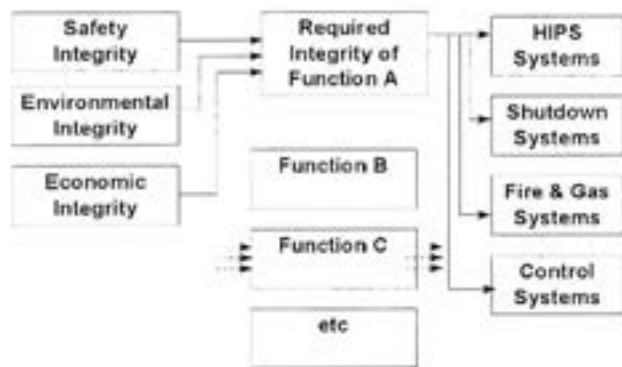 Safety
Integrity
Environmental
Integrity
Economic
Integrity
Required
Integrity of
Function A
Function B
Function C
etc
HIPS
Systems
Shutdown
Systems
Fire & Gas
Systems
Control
Systems